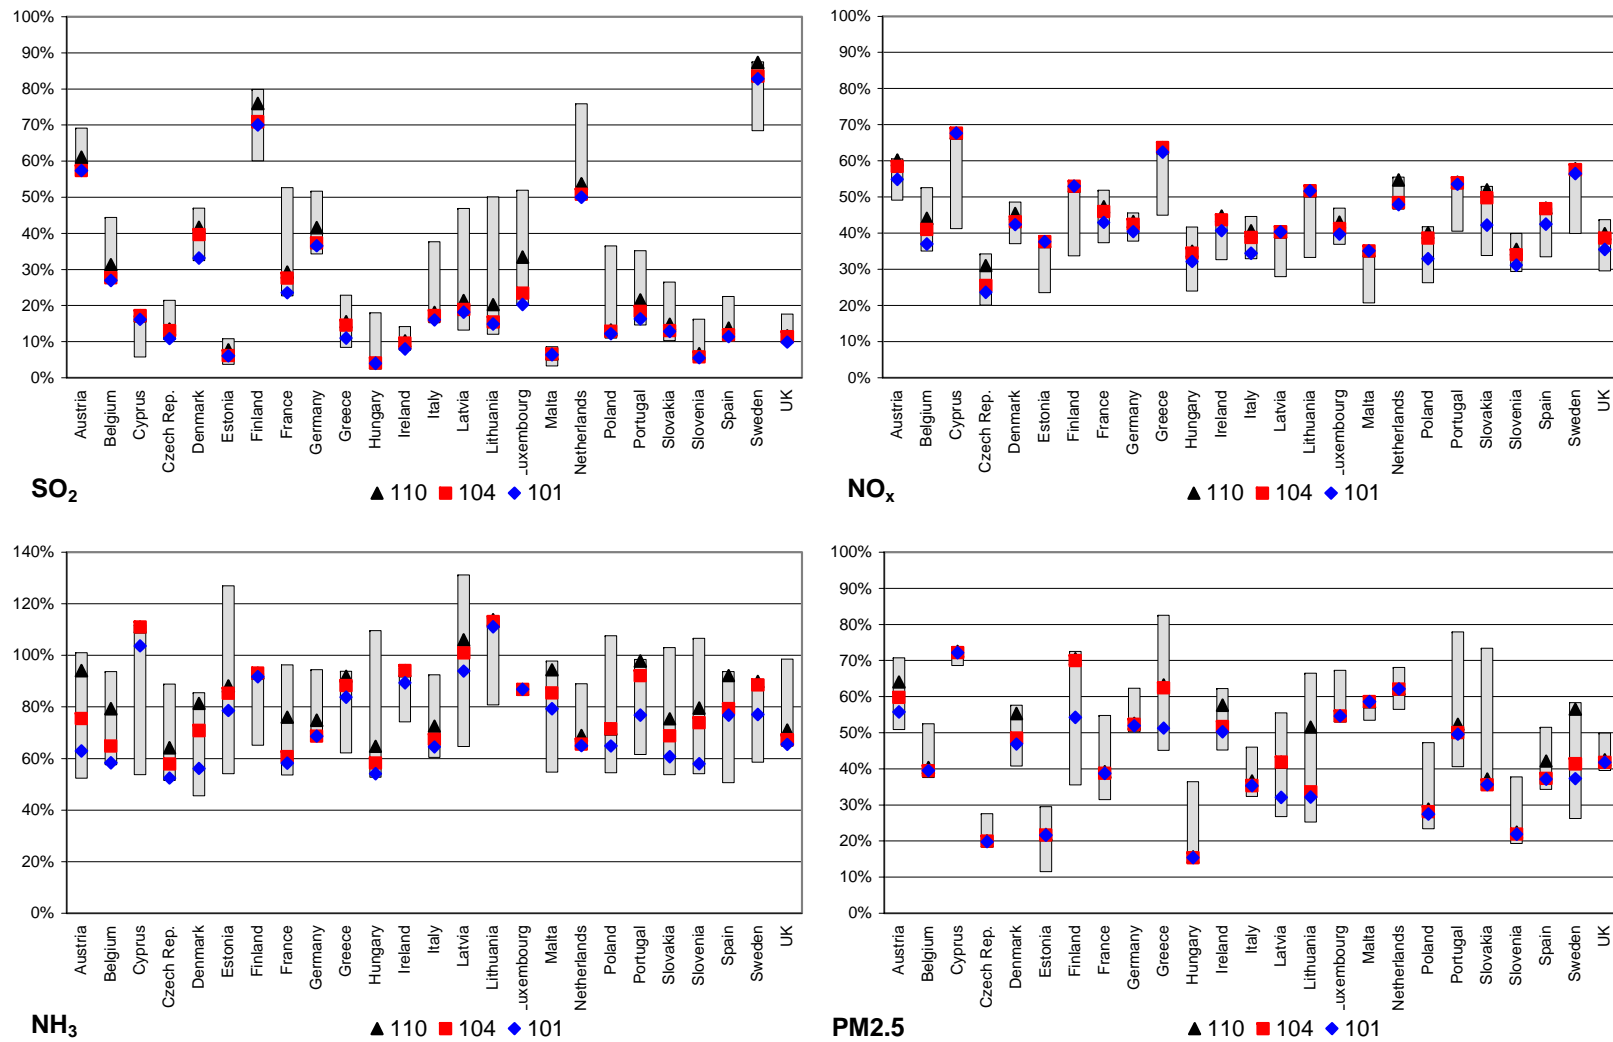 100%
90%
80%
70%
60%
50%
40%
30%
20%
10%
0%
Austria
Belgium
Cyprus
Czech Rep.
Denmark
Estonia
Finland
France
Germany
Greece
Hungary
Ireland
Italy
Latvia
Lithuania
Luxembourg
Malta
Netherlands
Poland
Portugal
Slovakia
Slovenia
Spain
Sweden
UK
SO2
110 104 101
100%
90%
80%
70%
60%
50%
40%
30%
20%
10%
0%
Austria
Belgium
Cyprus
Czech Rep.
Denmark
Estonia
Finland
France
Germany
Greece
Hungary
Ireland
Italy
Latvia
Lithuania
Luxembourg
Malta
Netherlands
Poland
Portugal
Slovakia
Slovenia
Spain
Sweden
UK
NOx
110 104 101
140%
120%
100%
80%
60%
40%
20%
0%
Austria
Belgium
Cyprus
Czech Rep.
Denmark
Estonia
Finland
France
Germany
Greece
Hungary
Ireland
Italy
Latvia
Lithuania
Luxembourg
Malta
Netherlands
Poland
Portugal
Slovakia
Slovenia
Spain
Sweden
UK
NH3
110 104 101
100%
90%
80%
70%
60%
50%
40%
30%
20%
10%
0%
Austria
Belgium
Cyprus
Czech Rep.
Denmark
Estonia
Finland
France
Germany
Greece
Hungary
Ireland
Italy
Latvia
Lithuania
Luxembourg
Malta
Netherlands
Poland
Portugal
Slovakia
Slovenia
Spain
Sweden
UK
PM2.5
110 104 101